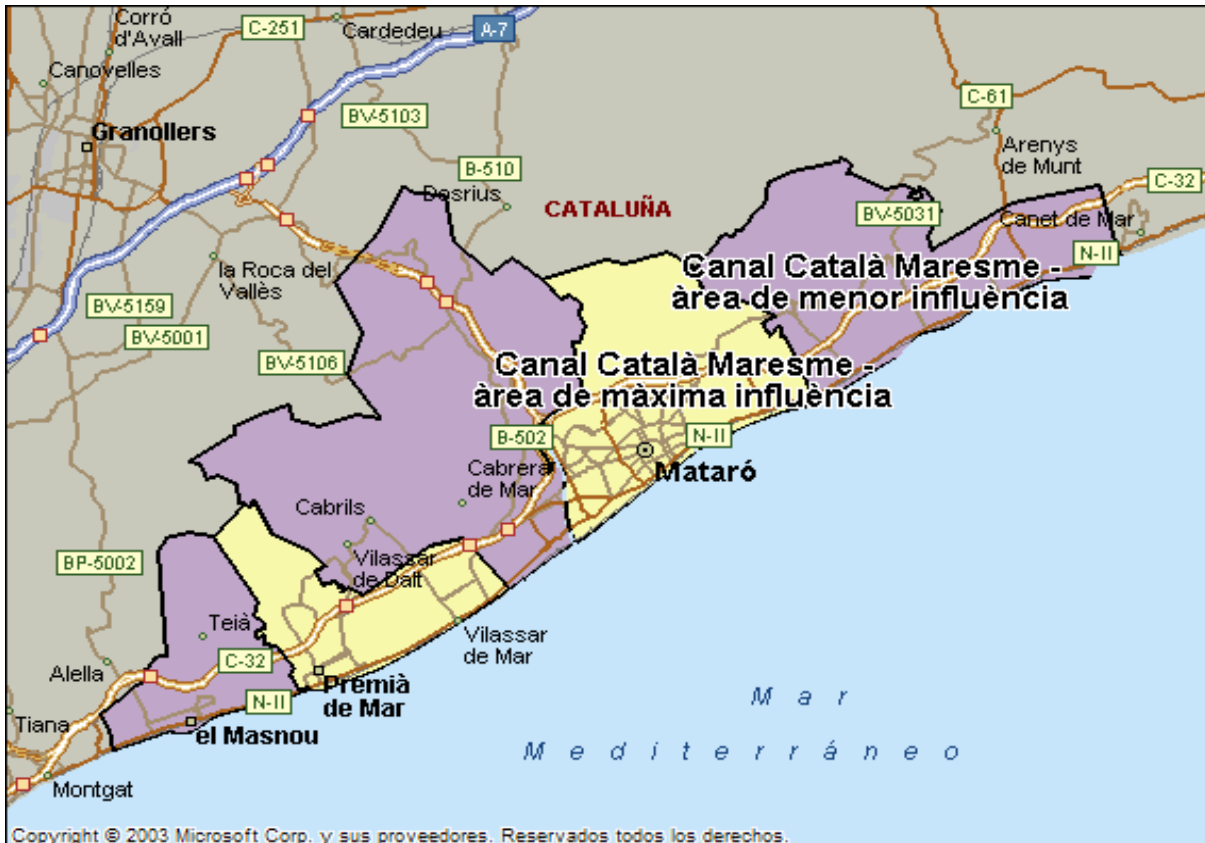 Corró
d'Avall
C-251
Cardedeu
A-7
Canovelles
BV-5103
C-61
Granollers
Arenys
de Munt
B-510
C-32
Dosrius
CATALUÑA
BV-5031
Canet de Mar
N-II
la Roca del
Vallès
Canal Català Maresme -
àrea de menor influència
BV-5159
BV-5001
BV-5106
Canal Català Maresme -
àrea de màxima influència
B-502
N-II
Mataró
Cabrera
de Mar
Cabrils
BP-5002
Vilassar
de Dalt
Teià
Vilassar
de Mar
Alella
C-32
N-II
Premià
de Mar
Tiana
el Masnou
Mar
Mediterráneo
Montgat
Copyright © 2003 Microsoft Corp. y sus proveedores. Reservados todos los derechos.